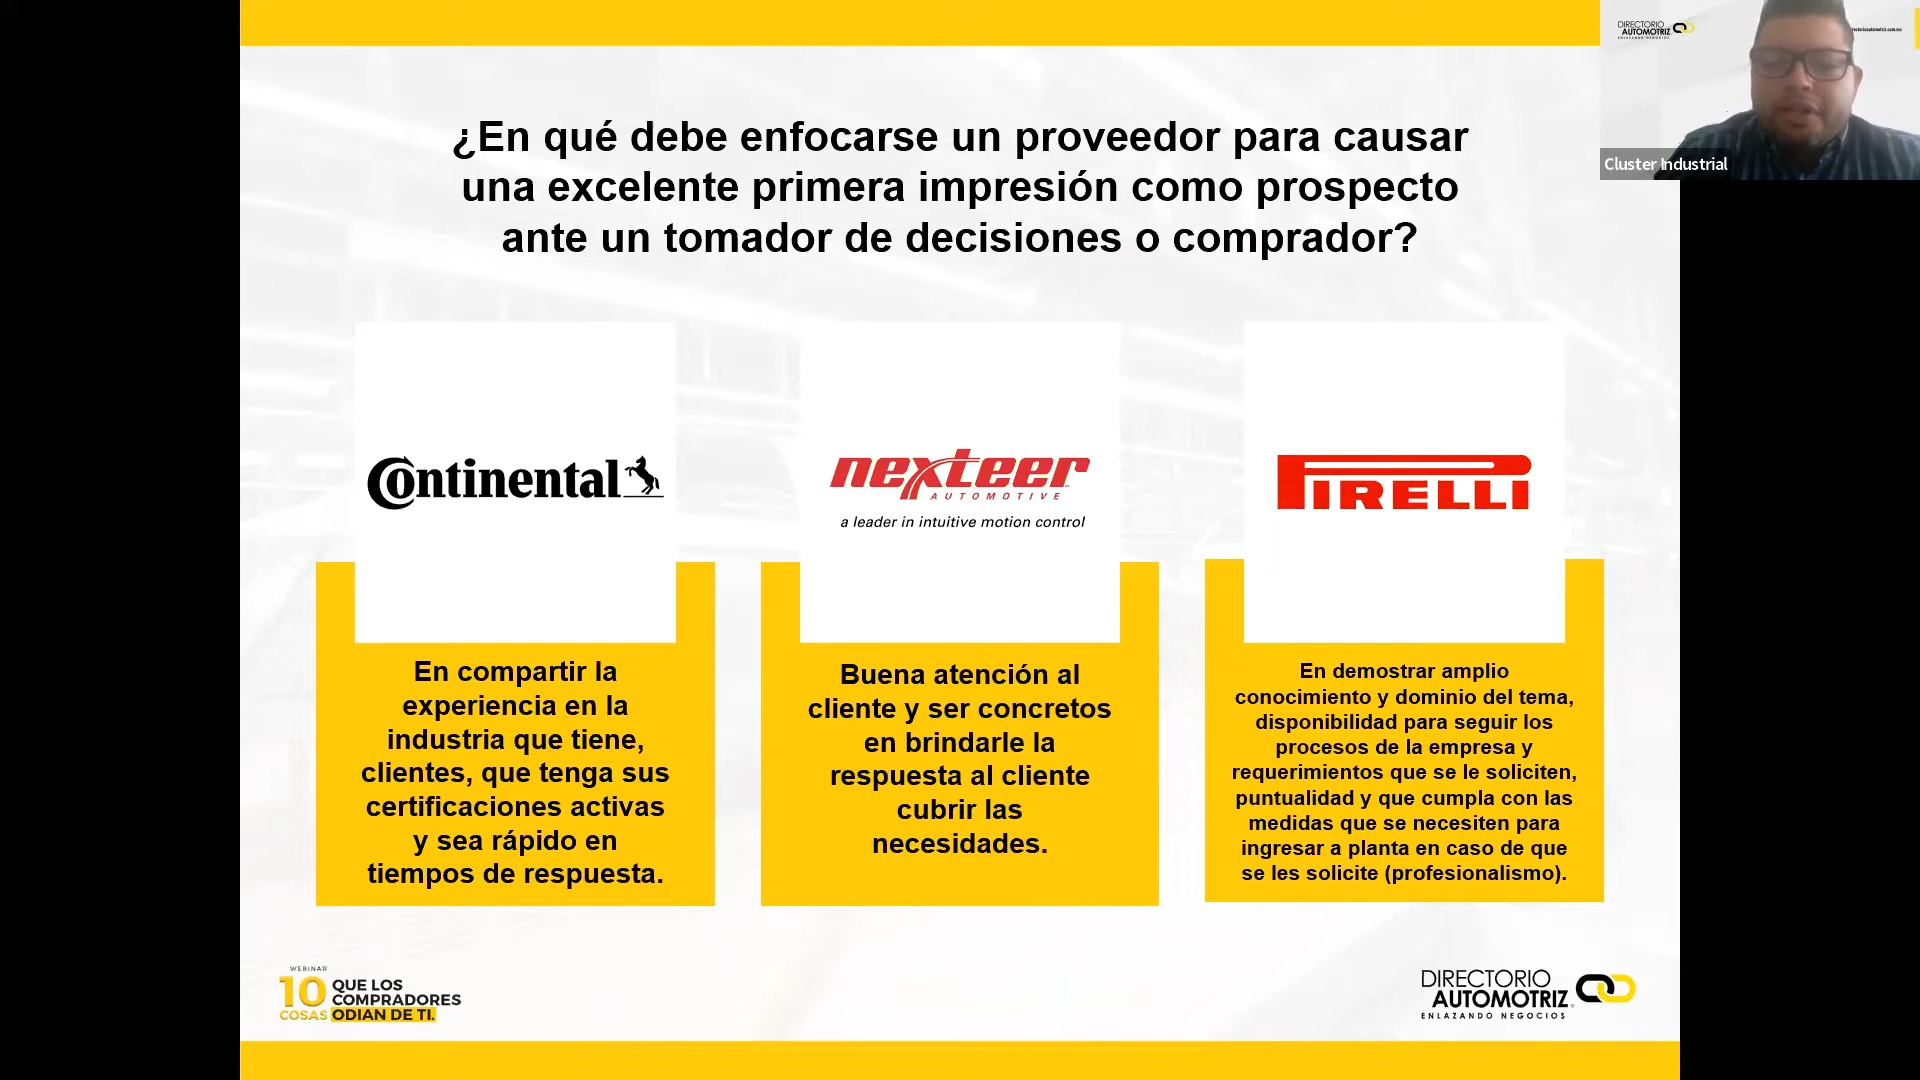 ¿En qué debe enfocarse un proveedor para causar
una excelente primera impresión como prospecto
ante un tomador de decisiones o comprador?
DIRECTORIO
AUTOMOTRIZ
ENLAZANDO NEGOCIOS
Cluster Industrial
Continental
nexteer
AUTOMOTIVE
a leader in intuitive motion control
PIRELLI
En compartir la
experiencia en la
industria que tiene,
clientes, que tenga sus
certificaciones activas
y sea rápido en
tiempos de respuesta.
Buena atención al
cliente y ser concretos
en brindarle la
respuesta al cliente
cubrir las
necesidades.
En demostrar amplio
conocimiento y dominio del tema,
disponibilidad para seguir los
procesos de la empresa y
requerimientos que se le soliciten,
puntualidad y que cumpla con las
medidas que se necesiten para
ingresar a planta en caso de que
se les solicite (profesionalismo).
WEBINAR
10 COSAS
QUE LOS
COMPRADORES
ODIAN DE TI.
DIRECTORIO
AUTOMOTRIZ
ENLAZANDO NEGOCIOS